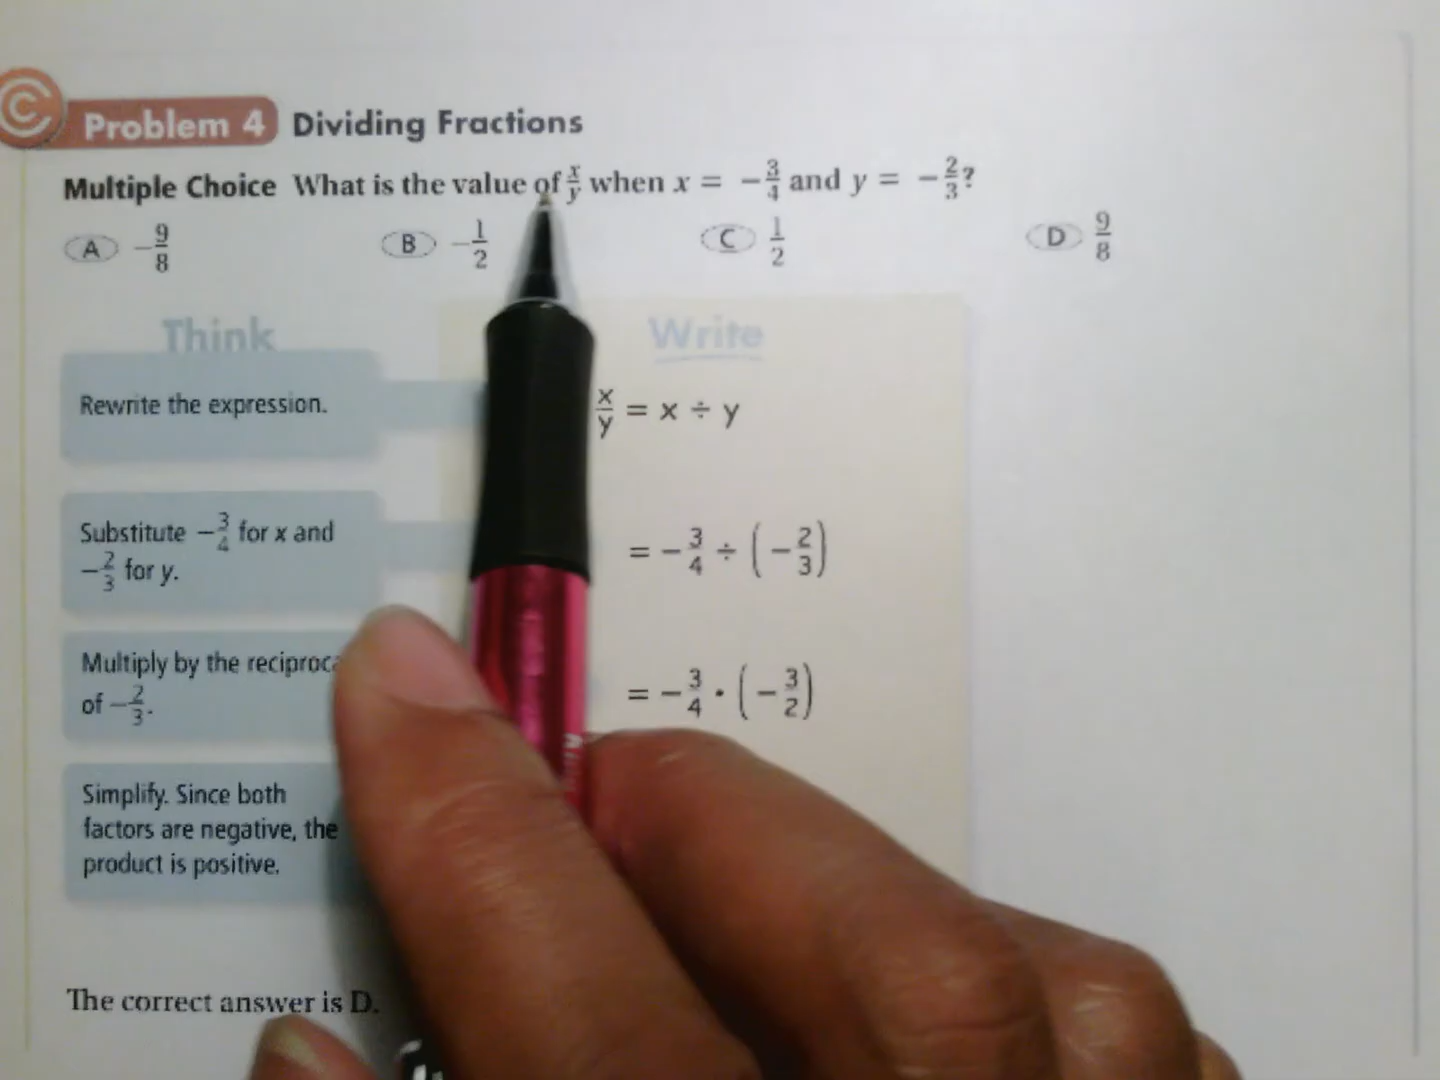 Problem 4 Dividing Fractions
Multiple Choice What is the value of x/y when x = -3/4 and y = -2/3?
A -9/8 B -1/2 C 1/2 D 9/8
Think Write
Rewrite the expression. x/y = x ÷ y
Substitute -3/4 for x and
-2/3 for y.
= -3/4 ÷ (-2/3)
Multiply by the
of -2/3.
= -3/4 · (-3/2)
Simplify. Since both
factors are negative, the
product is positive.
The correct answer is D.